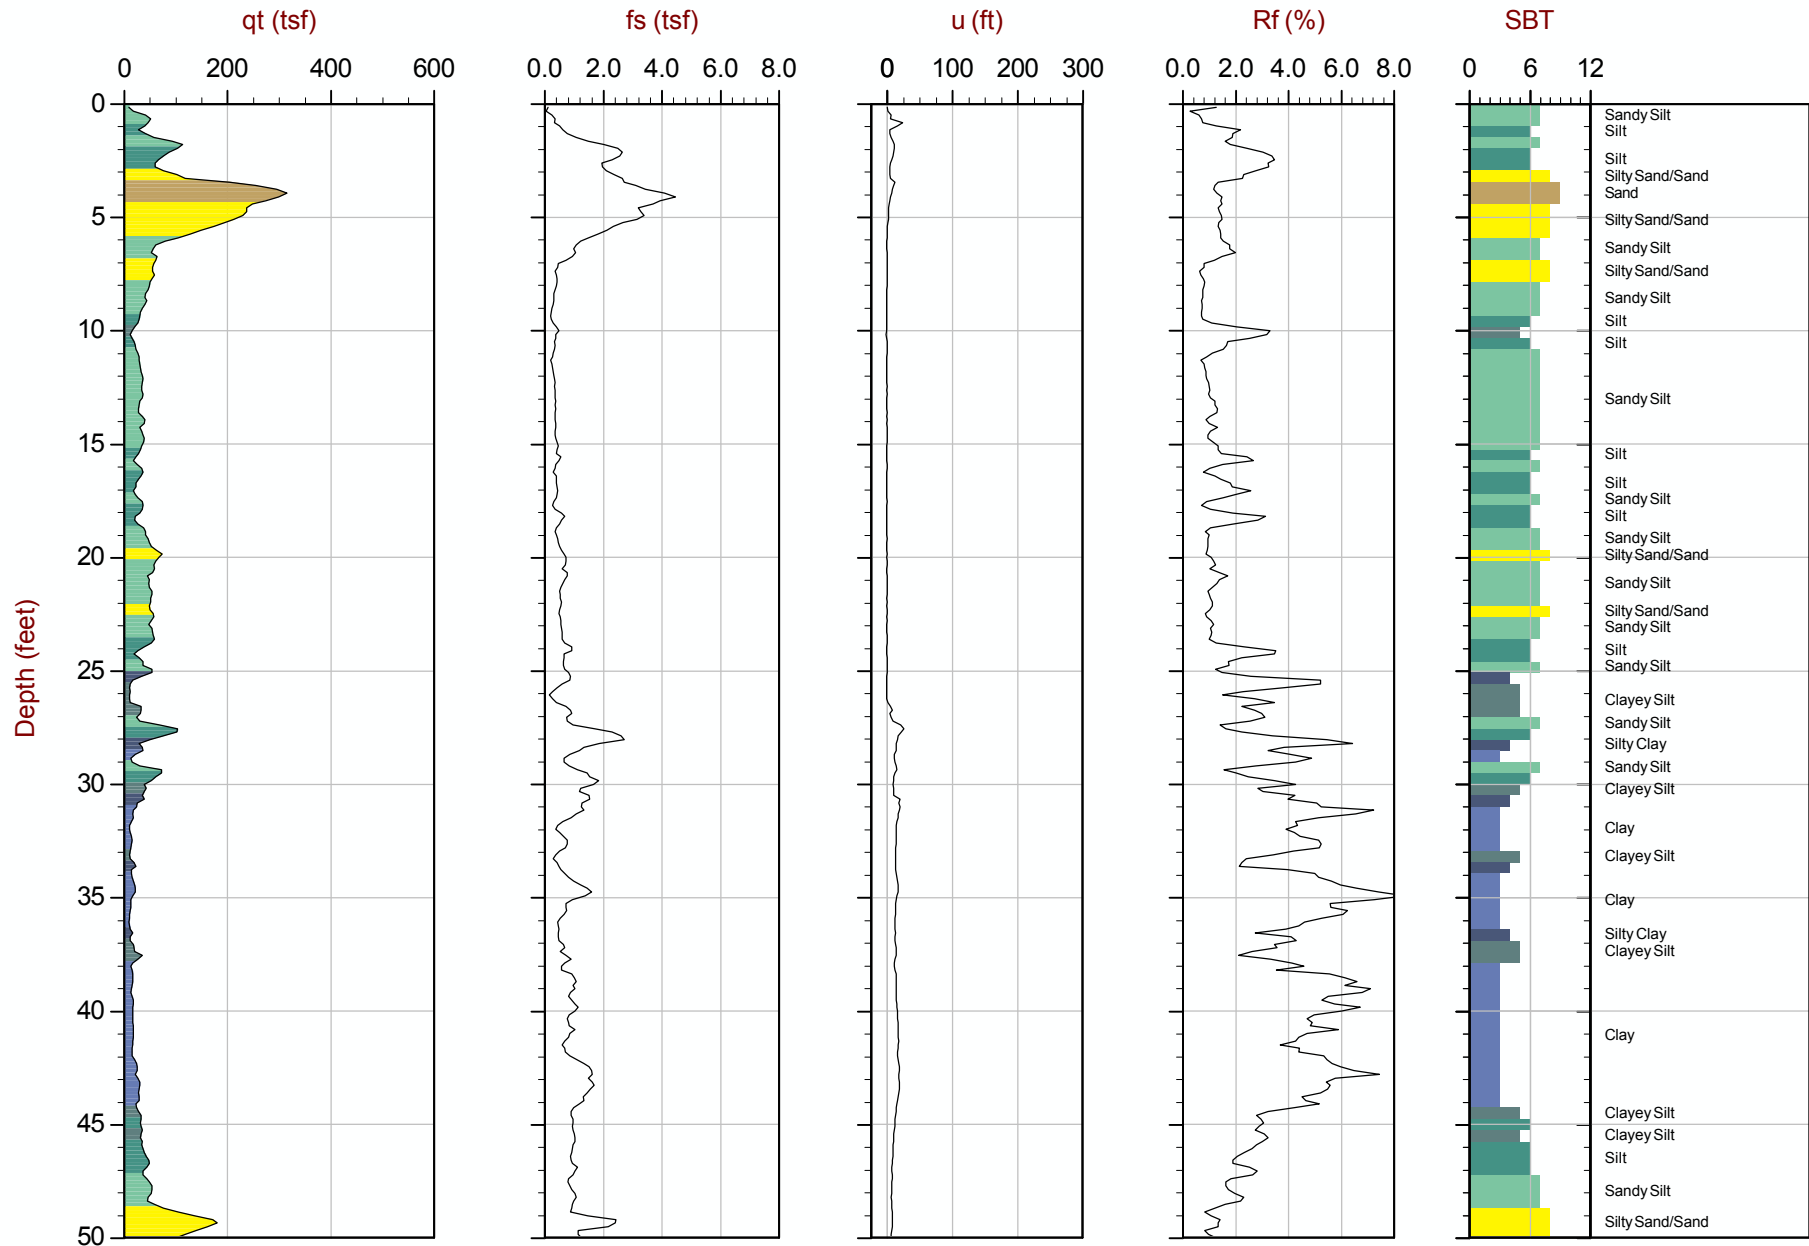 qt (tsf) fs (tsf) u (ft) Rf (%) SBT
0 200 400 600 0.0 2.0 4.0 6.0 8.0 0 100 200 300 0.0 2.0 4.0 6.0 8.0 0 6 12
0
Sandy Silt
Silt
Silt
Silty Sand/Sand
Sand
5
Silty Sand/Sand
Sandy Silt
Silty Sand/Sand
Sandy Silt
Silt
10
Silt
Sandy Silt
15
Silt
Silt
Sandy Silt
Silt
Sandy Silt
20
Silty Sand/Sand
Sandy Silt
Silty Sand/Sand
Sandy Silt
Silt
Depth (feet)
25
Sandy Silt
Clayey Silt
Sandy Silt
Silty Clay
Sandy Silt
30
Clayey Silt
Clay
Clayey Silt
35
Clay
Silty Clay
Clayey Silt
40
Clay
Clayey Silt
45
Clayey Silt
Silt
Sandy Silt
Silty Sand/Sand
50